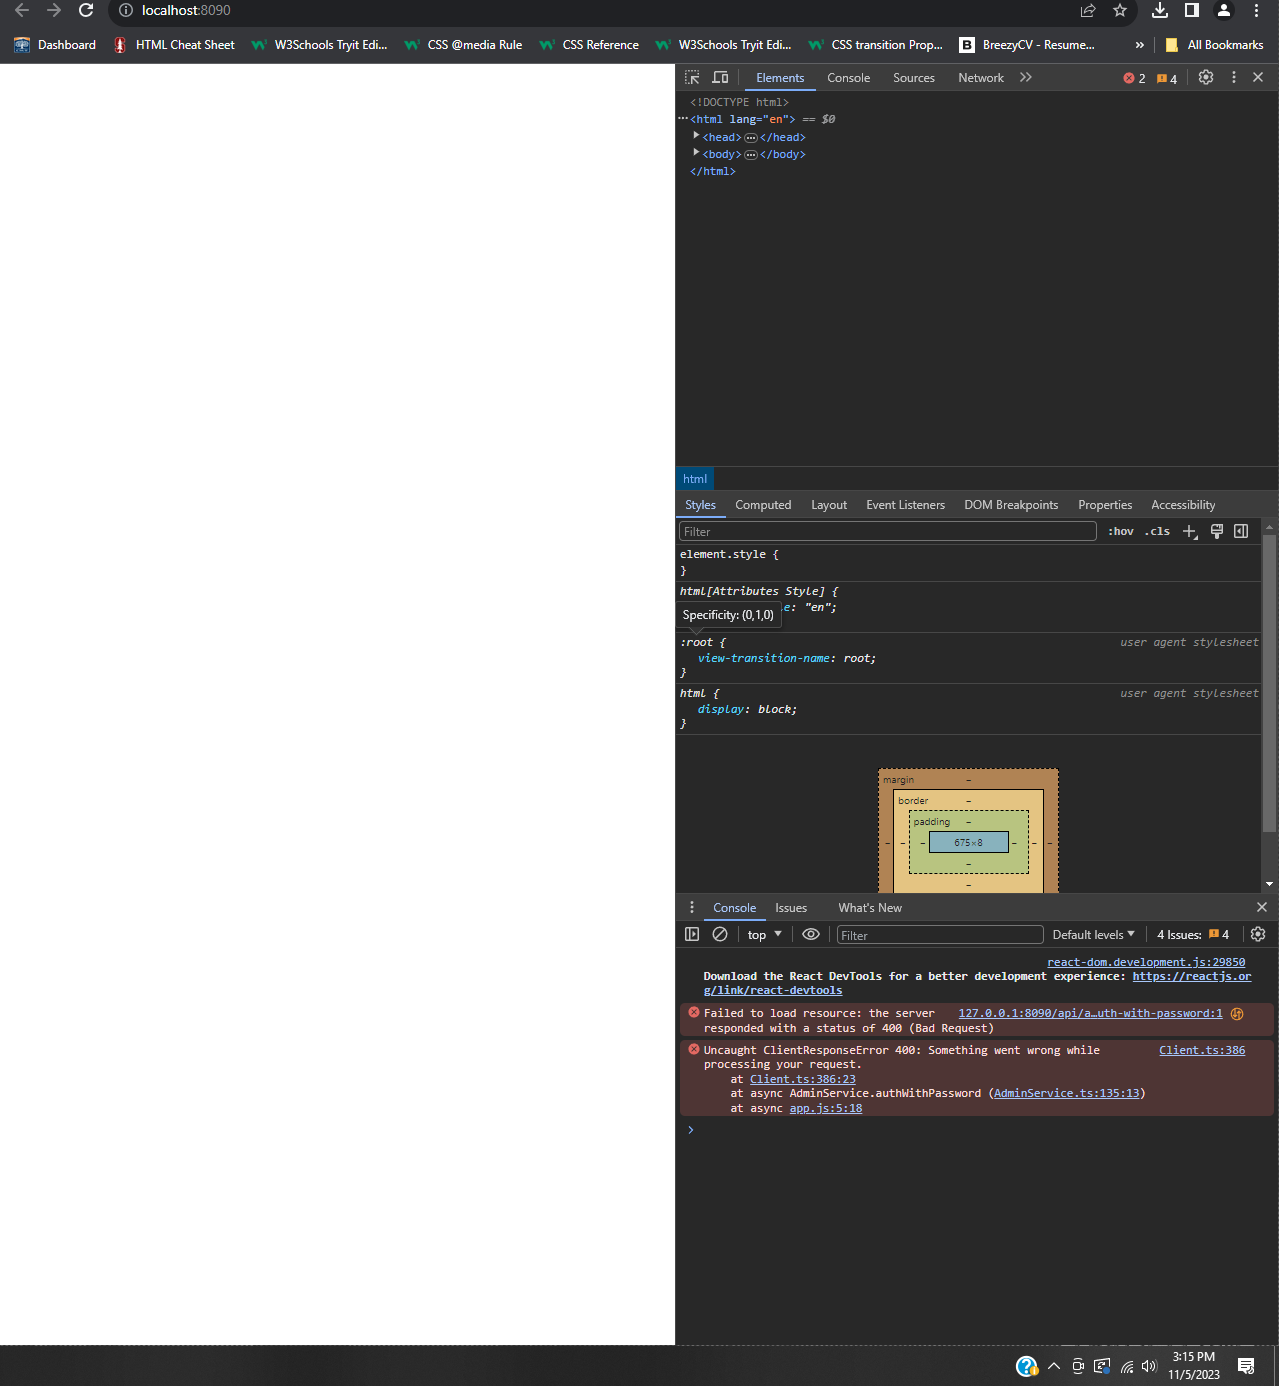 localhost:8090
Dashboard HTML Cheat Sheet W3Schools Tryit Edi... CSS @media Rule CSS Reference W3Schools Tryit Edi... CSS transition Prop... BreezyCV - Resume... » All Bookmarks
Elements Console Sources Network 2 4
<!DOCTYPE html>
<html lang="en"> == $0
<head>…</head>
<body>…</body>
</html>
html
Styles Computed Layout Event Listeners DOM Breakpoints Properties Accessibility
Filter :hov .cls
element.style {
}
html[Attributes Style] {
e: "en";
Specificity: (0,1,0)
:root { user agent stylesheet
view-transition-name: root;
}
html { user agent stylesheet
display: block;
}
margin –
border –
padding –
– – – 675×8 – – –
–
–
Console Issues What's New
top Filter Default levels 4 Issues: 4
react-dom.development.js:29850
Download the React DevTools for a better development experience: https://reactjs.or
g/link/react-devtools
Failed to load resource: the server 127.0.0.1:8090/api/a…uth-with-password:1
responded with a status of 400 (Bad Request)
Uncaught ClientResponseError 400: Something went wrong while Client.ts:386
processing your request.
at Client.ts:386:23
at async AdminService.authWithPassword (AdminService.ts:135:13)
at async app.js:5:18
3:15 PM
11/5/2023